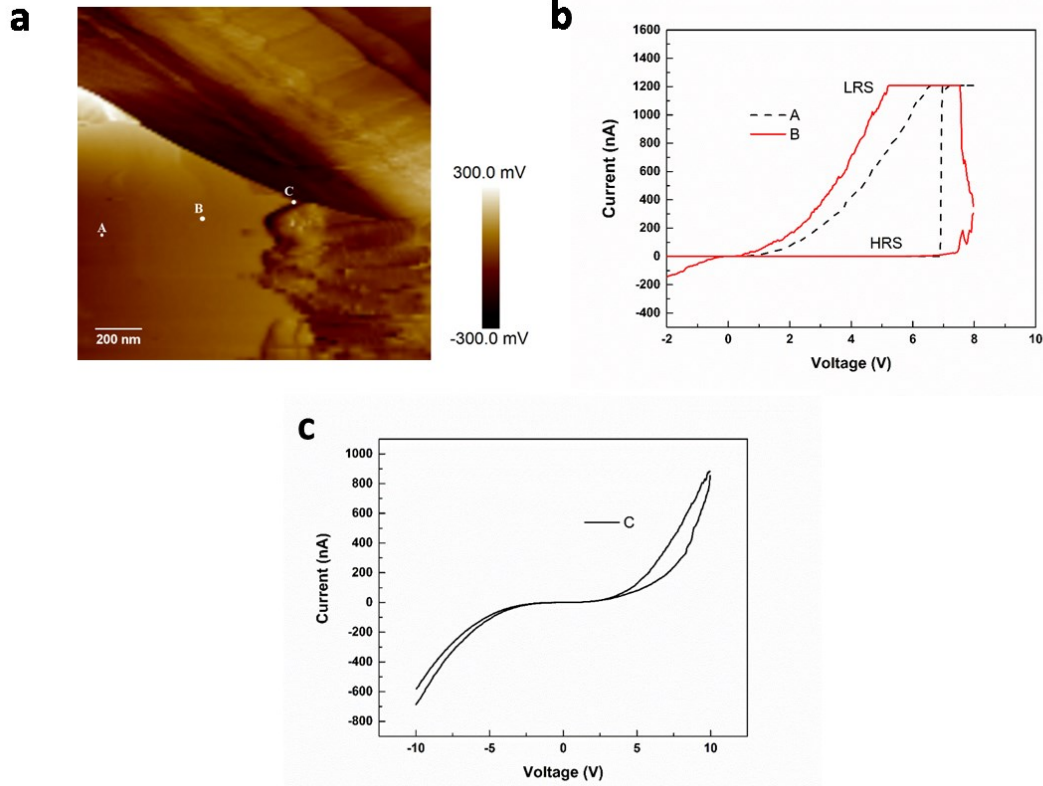 a
A
B
C
200 nm
300.0 mV
-300.0 mV
b
1600
1400
1200
1000
800
600
400
200
0
-200
-400
-2
0
2
4
6
8
10
Current (nA)
Voltage (V)
LRS
HRS
A
B
c
1000
800
600
400
200
0
-200
-400
-600
-800
-10
-5
0
5
10
Current (nA)
Voltage (V)
C